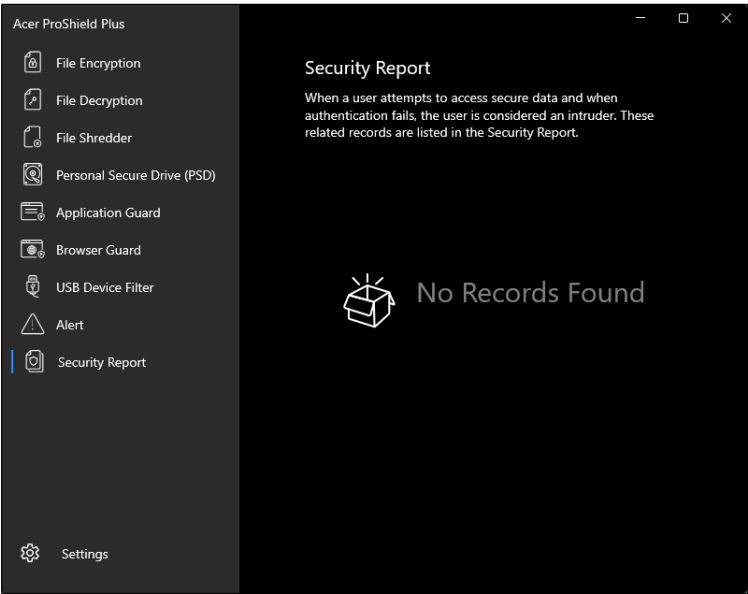 Acer ProShield Plus
File Encryption
File Decryption
File Shredder
Personal Secure Drive (PSD)
Application Guard
Browser Guard
USB Device Filter
Alert
Security Report
Settings
Security Report
When a user attempts to access secure data and when
authentication fails, the user is considered an intruder. These
related records are listed in the Security Report.
No Records Found